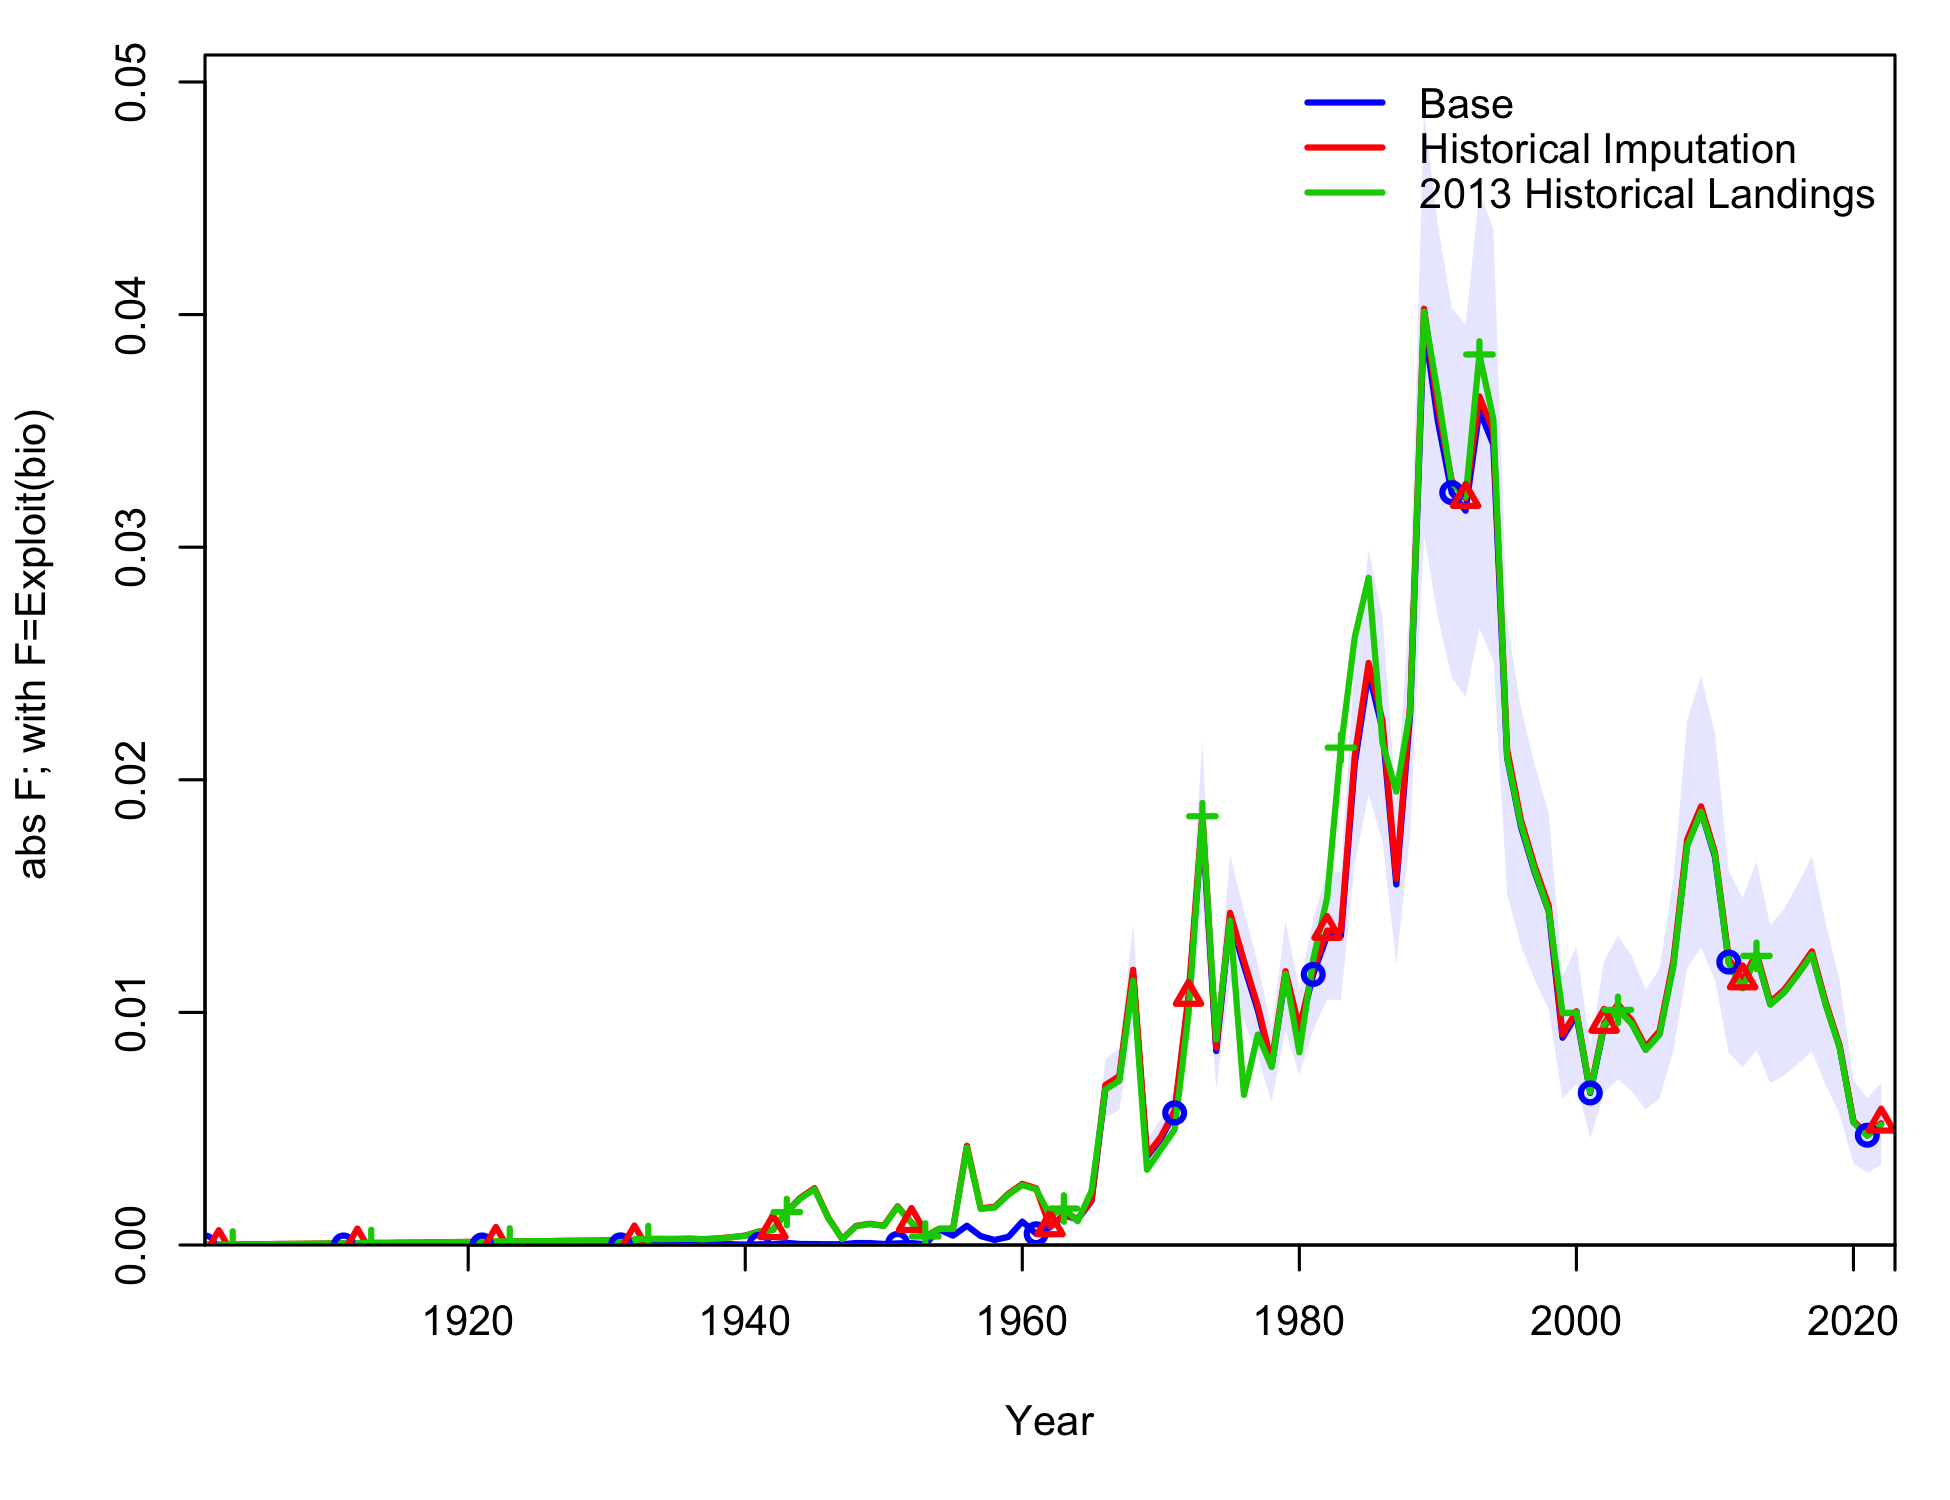 Base
Historical Imputation
2013 Historical Landings
abs F; with F=Exploit(bio)
0.05
0.04
0.03
0.02
0.01
0.00
1920 1940 1960 1980 2000 2020
Year